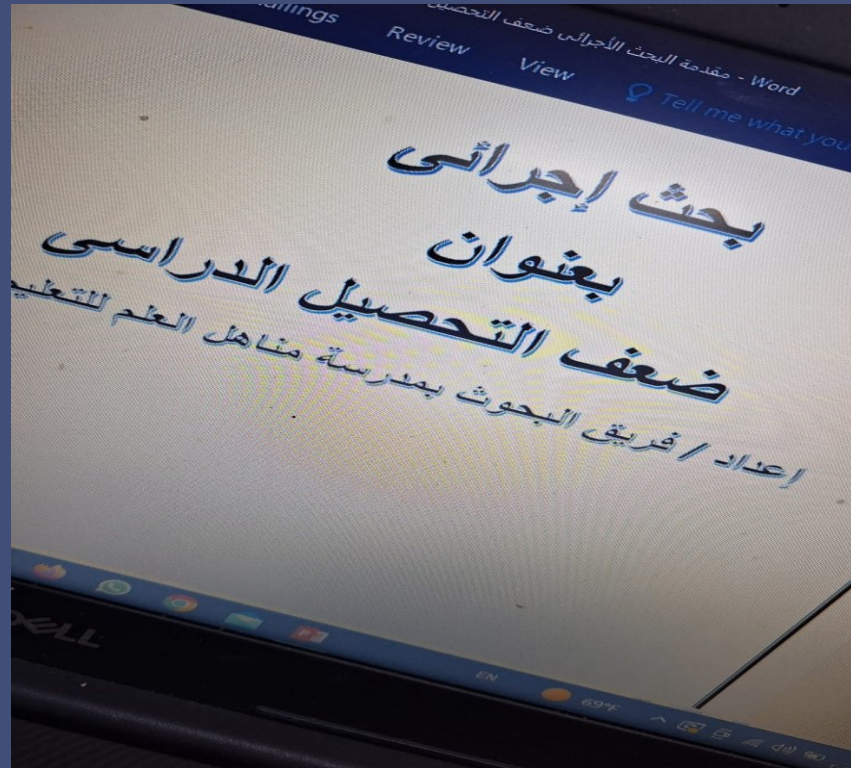 مقدمة البحث الأجرائى ضعف التحصيل - Word
Review View Tell me what you
بحث إجرائى
بعنوان
ضعف التحصيل الدراسى
إعداد / فريق البحوث بمدرسة مناهل العلم
EN 69°F
DELL